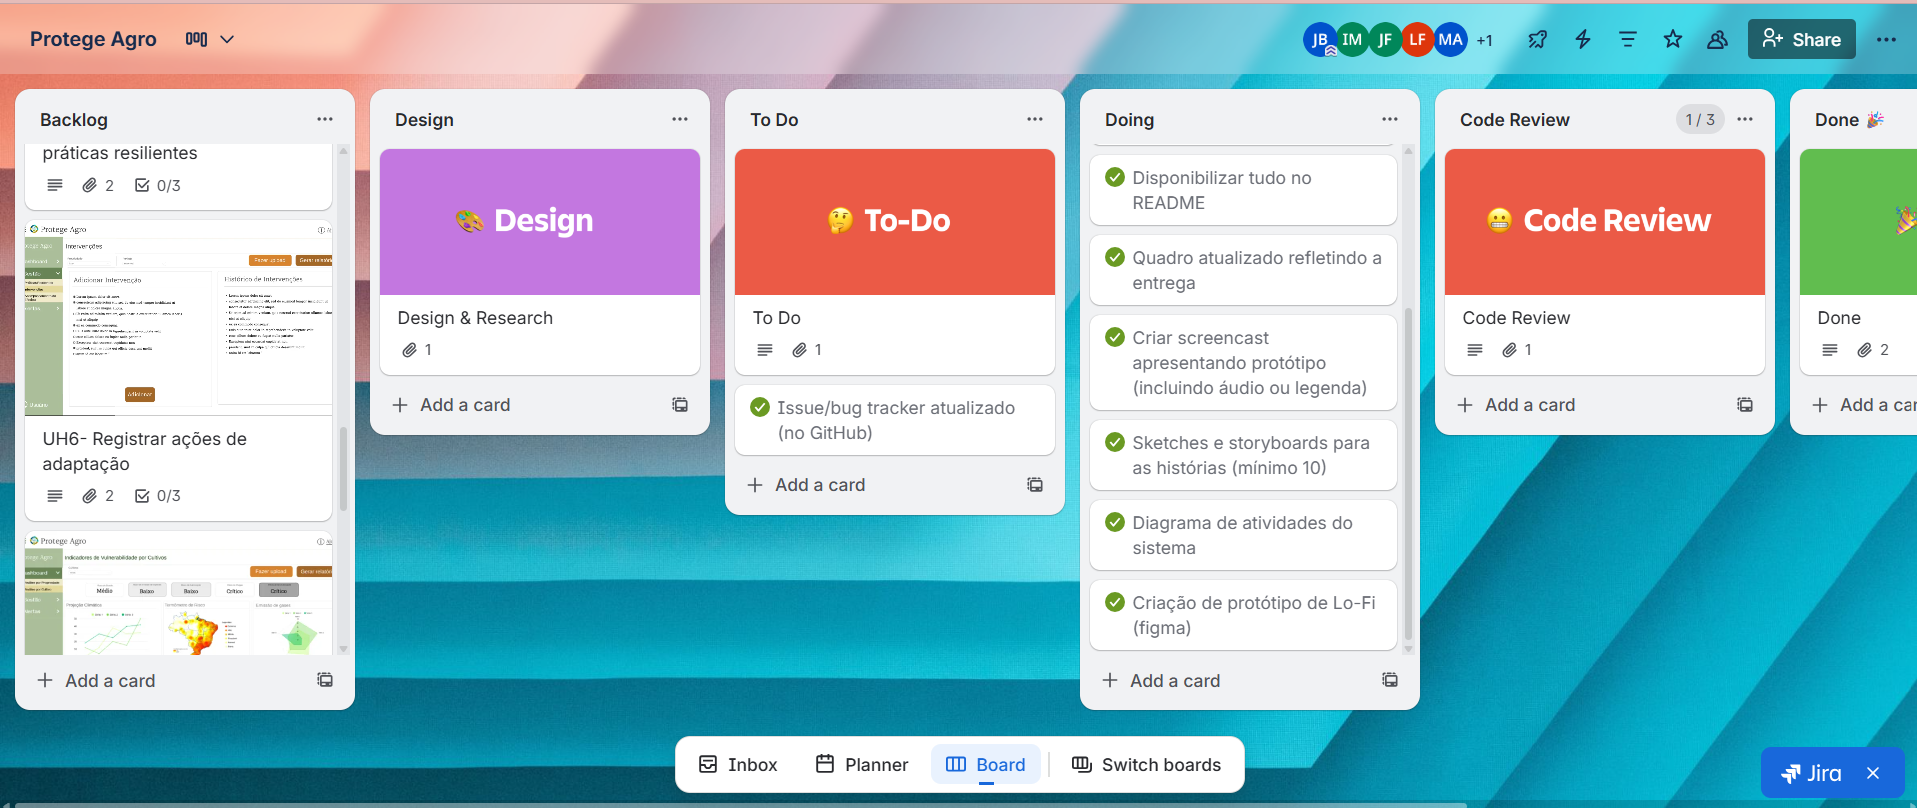 Protege Agro
JB
IM
JF
LF
MA
+1
Share
Backlog
práticas resilientes
2
0/3
Protege Agro
Intervenções
Fazer upload
Adicionar Intervenção
Histórico de Intervenções
Adicionar
UH6- Registrar ações de
adaptação
2
0/3
Protege Agro
Indicadores de Vulnerabilidade por Cultivos
Fazer upload
Médio
Baixo
Baixo
Crítico
Crítico
Add a card
Design
Design
Design & Research
1
Add a card
To Do
To-Do
To Do
1
Issue/bug tracker atualizado
(no GitHub)
Add a card
Doing
Disponibilizar tudo no
README
Quadro atualizado refletindo a
entrega
Criar screencast
apresentando protótipo
(incluindo áudio ou legenda)
Sketches e storyboards para
as histórias (mínimo 10)
Diagrama de atividades do
sistema
Criação de protótipo de Lo-Fi
(figma)
Add a card
Code Review
1 / 3
Code Review
Code Review
1
Add a card
Done
Done
2
Add a car
Inbox
Planner
Board
Switch boards
Jira